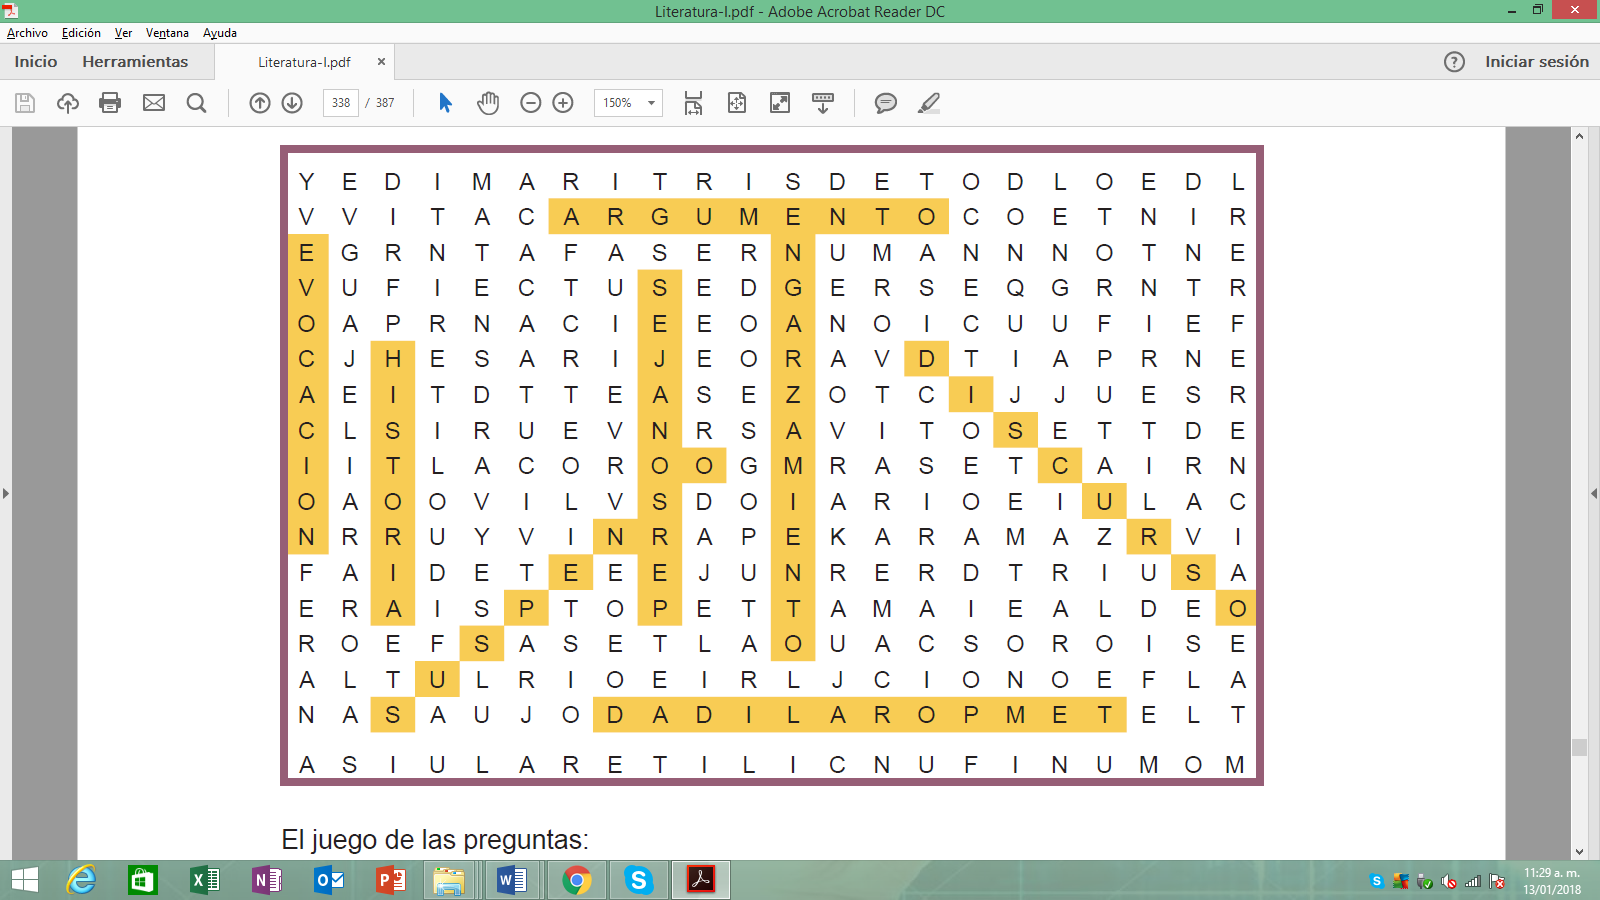 Literatura-I.pdf - Adobe Acrobat Reader DC
Archivo Edición Ver Ventana Ayuda
Inicio Herramientas Literatura-I.pdf × ? Iniciar sesión
338 / 387 150%
Y E D I M A R I T R I S D E T O D L O E D L
V V I T A C A R G U M E N T O C O E T N I R
E G R N T A F A S E R N U M A N N N O T N E
V U F I E C T U S E D G E R S E Q G R N T R
O A P R N A C I E E O A N O I C U U F I E F
C J H E S A R I J E O R A V D T I A P R N E
A E I T D T T E A S E Z O T C I J J U E S R
C L S I R U E V N R S A V I T O S E T T D E
I I T L A C O R O O G M R A S E T C A I R N
O A O O V I L V S D O I A R I O E I U L A C
N R R U Y V I N R A P E K A R A M A Z R V I
F A I D E T E E E J U N R E R D T R I U S A
E R A I S P T O P E T T A M A I E A L D E O
R O E F S A S E T L A O U A C S O R O I S E
A L T U L R I O E I R L J C I O N O E F L A
N A S A U J O D A D I L A R O P M E T E L T
A S I U L A R E T I L I C N U F I N U M O M
El juego de las preguntas:
11:29 a. m.
13/01/2018